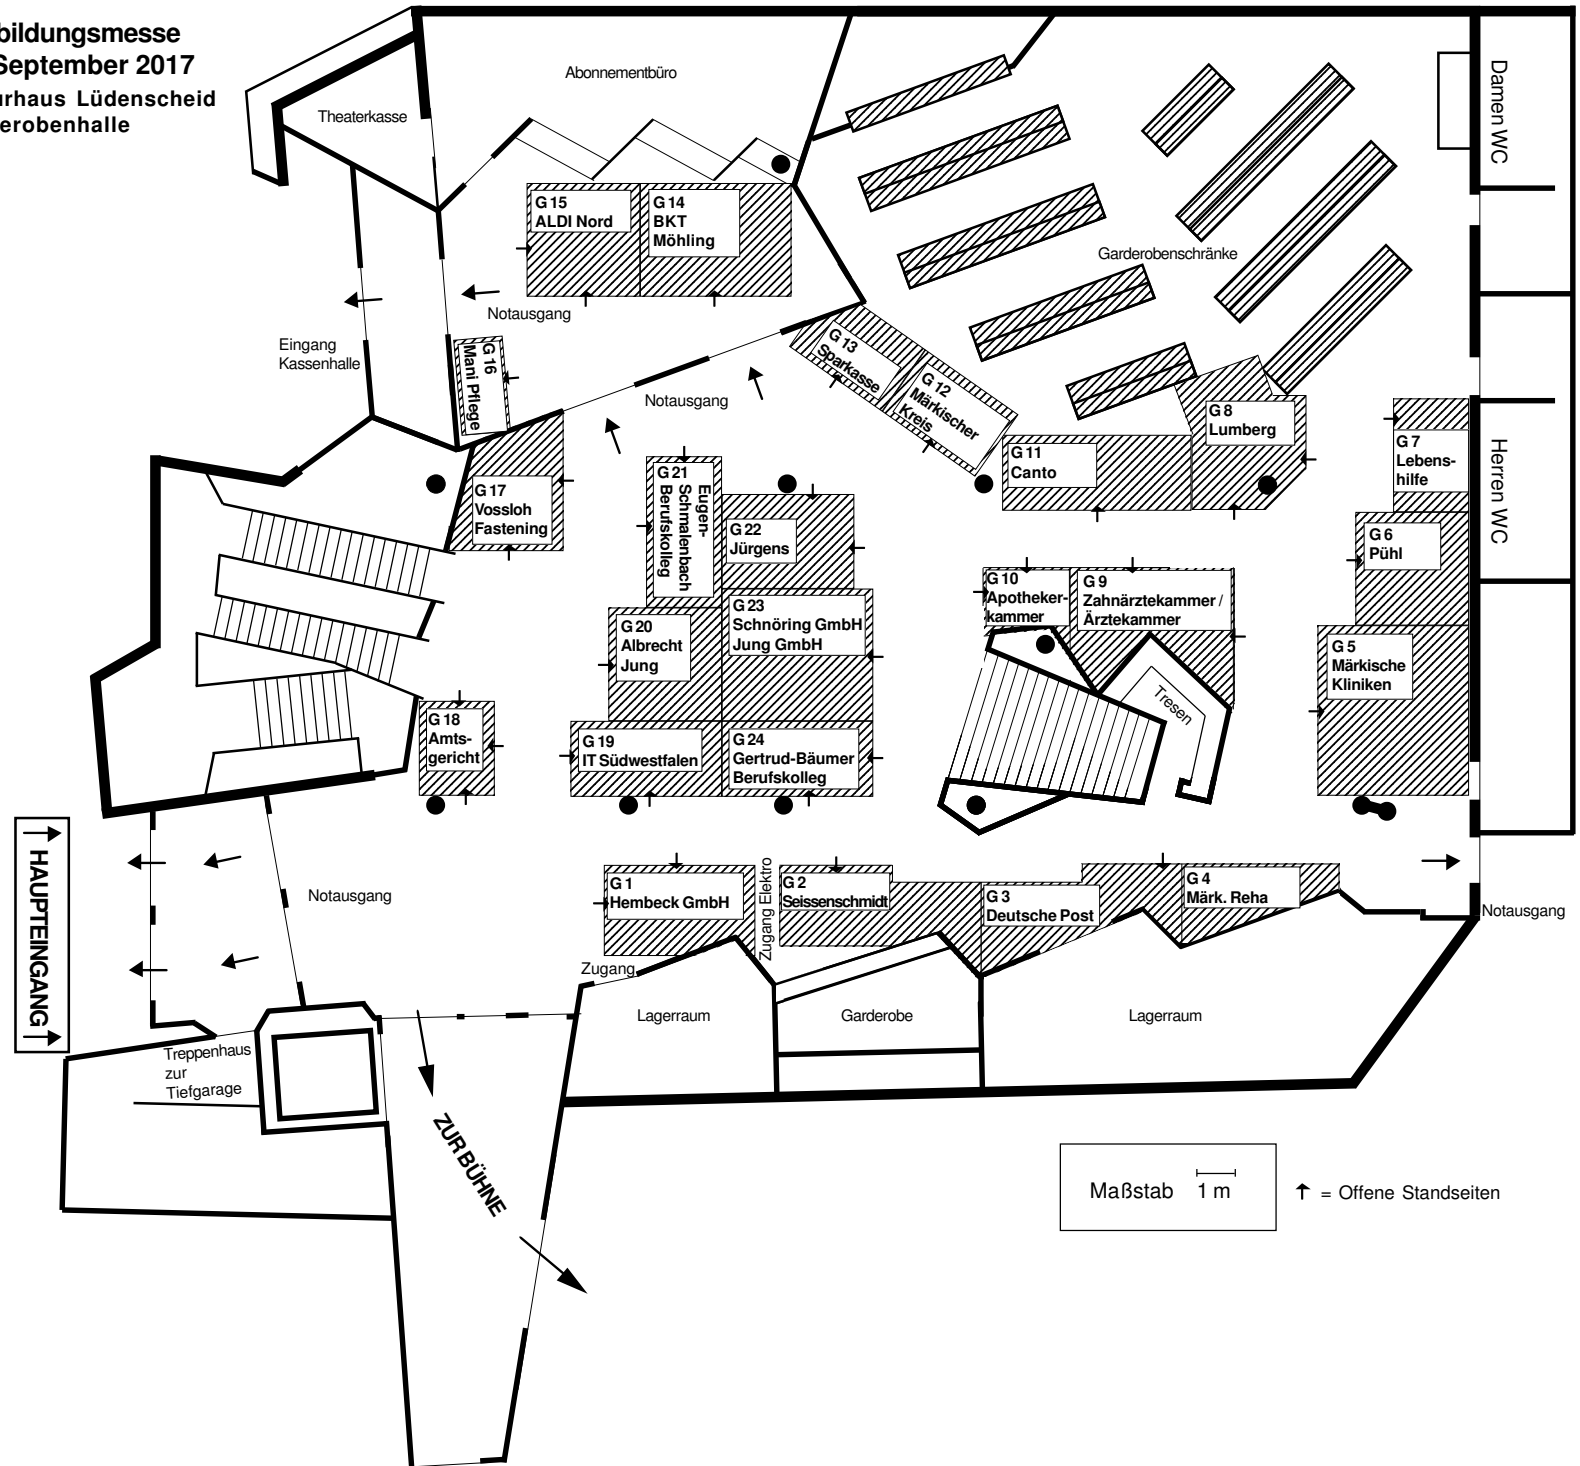 bildungsmesse
September 2017
urhaus Lüdenscheid
erobenhalle
Abonnementbüro
Theaterkasse
Damen WC
G 15
ALDI Nord
G 14
BKT
Möhling
Garderobenschränke
Notausgang
Eingang
Kassenhalle
G 16
Mani Pflege
G 13
Sparkasse
G 12
Märkischer
Kreis
Notausgang
G 8
Lumberg
G 11
Canto
G 7
Lebens-
hilfe
Herren WC
G 17
Vossloh
Fastening
G 21
Eugen-
Schmalenbach
Berufskolleg
G 22
Jürgens
G 6
Pühl
G 10
Apotheker-
kammer
G 9
Zahnärztekammer /
Ärztekammer
G 23
Schnöring GmbH
Jung GmbH
G 20
Albrecht
Jung
G 5
Märkische
Kliniken
Tresen
G 18
Amts-
gericht
G 19
IT Südwestfalen
G 24
Gertrud-Bäumer
Berufskolleg
HAUPTEINGANG
Notausgang
G 1
Hembeck GmbH
Zugang Elektro
G 2
Seissenschmidt
G 3
Deutsche Post
G 4
Märk. Reha
Notausgang
Zugang
Lagerraum
Garderobe
Lagerraum
Treppenhaus
zur
Tiefgarage
ZUR BÜHNE
Maßstab 1 m
= Offene Standseiten